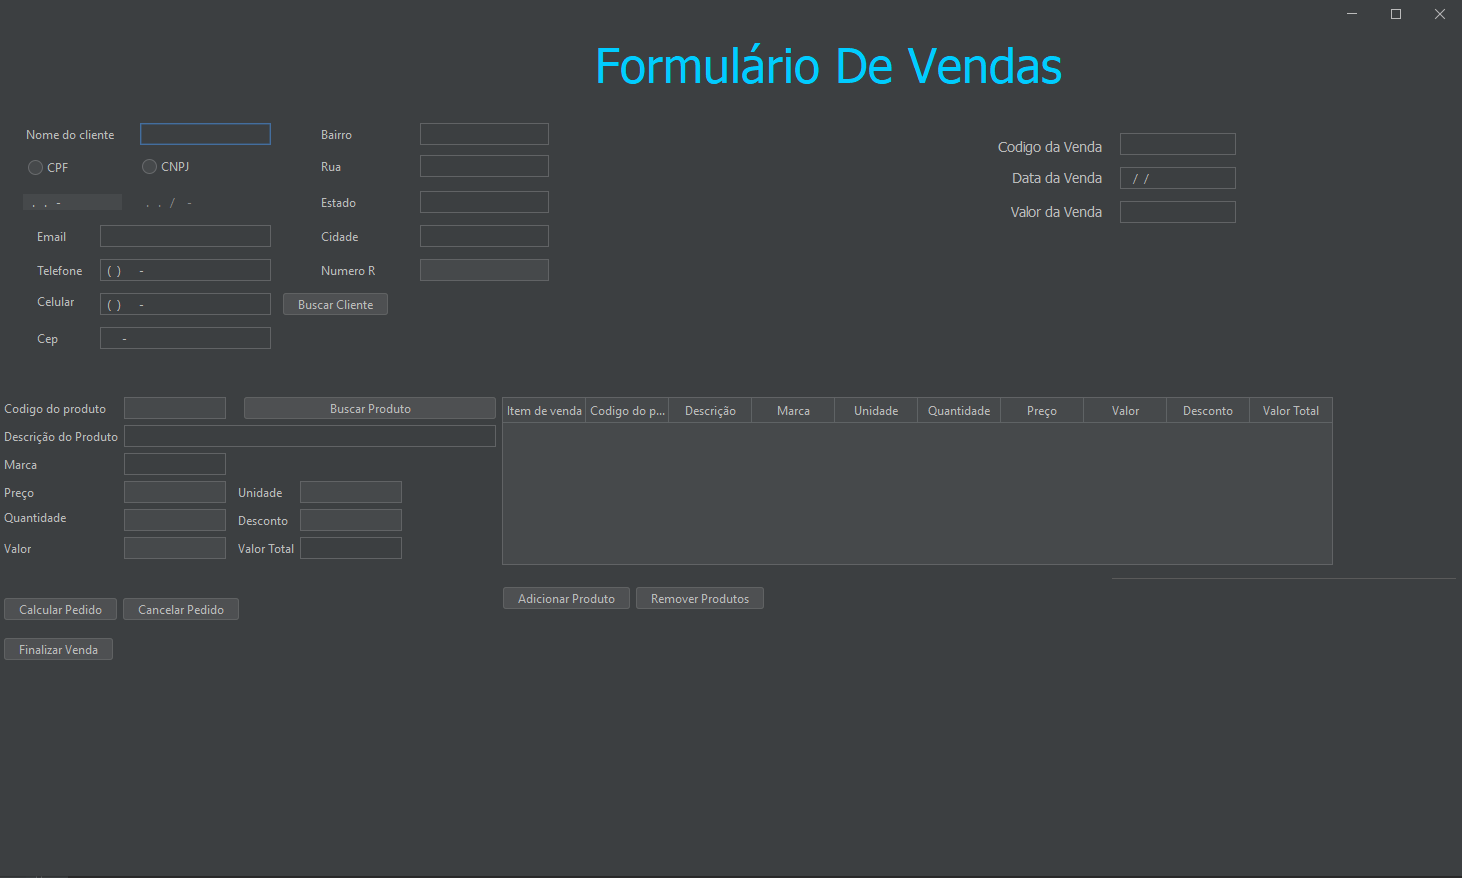 Formulário De Vendas
Nome do cliente
CPF
CNPJ
. . -
. . / -
Email
Telefone
( ) -
Celular
( ) -
Cep
-
Bairro
Rua
Estado
Cidade
Numero R
Buscar Cliente
Codigo da Venda
Data da Venda
/ /
Valor da Venda
Codigo do produto
Buscar Produto
Descrição do Produto
Marca
Preço
Unidade
Quantidade
Desconto
Valor
Valor Total
Item de venda Codigo do p... Descrição Marca Unidade Quantidade Preço Valor Desconto Valor Total
Adicionar Produto
Remover Produtos
Calcular Pedido
Cancelar Pedido
Finalizar Venda